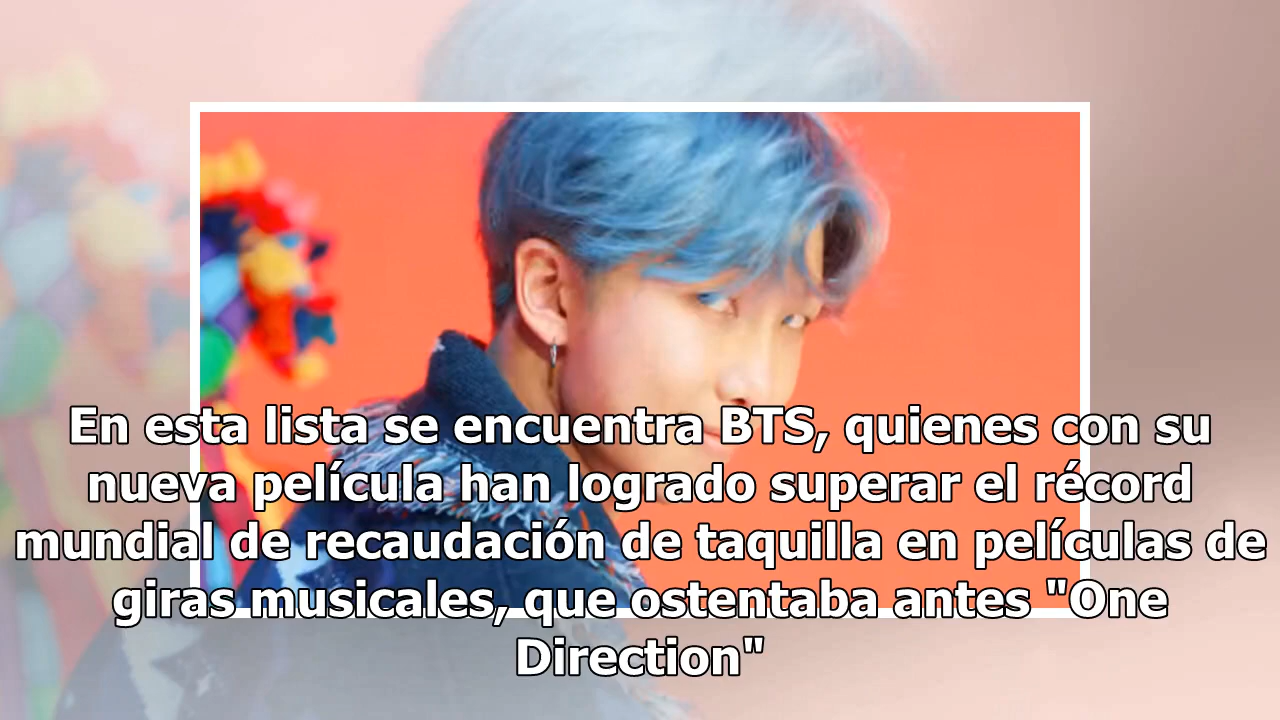 En esta lista se encuentra BTS, quienes con su
nueva película han logrado superar el récord
mundial de recaudación de taquilla en películas de
giras musicales, que ostentaba antes "One
Direction"